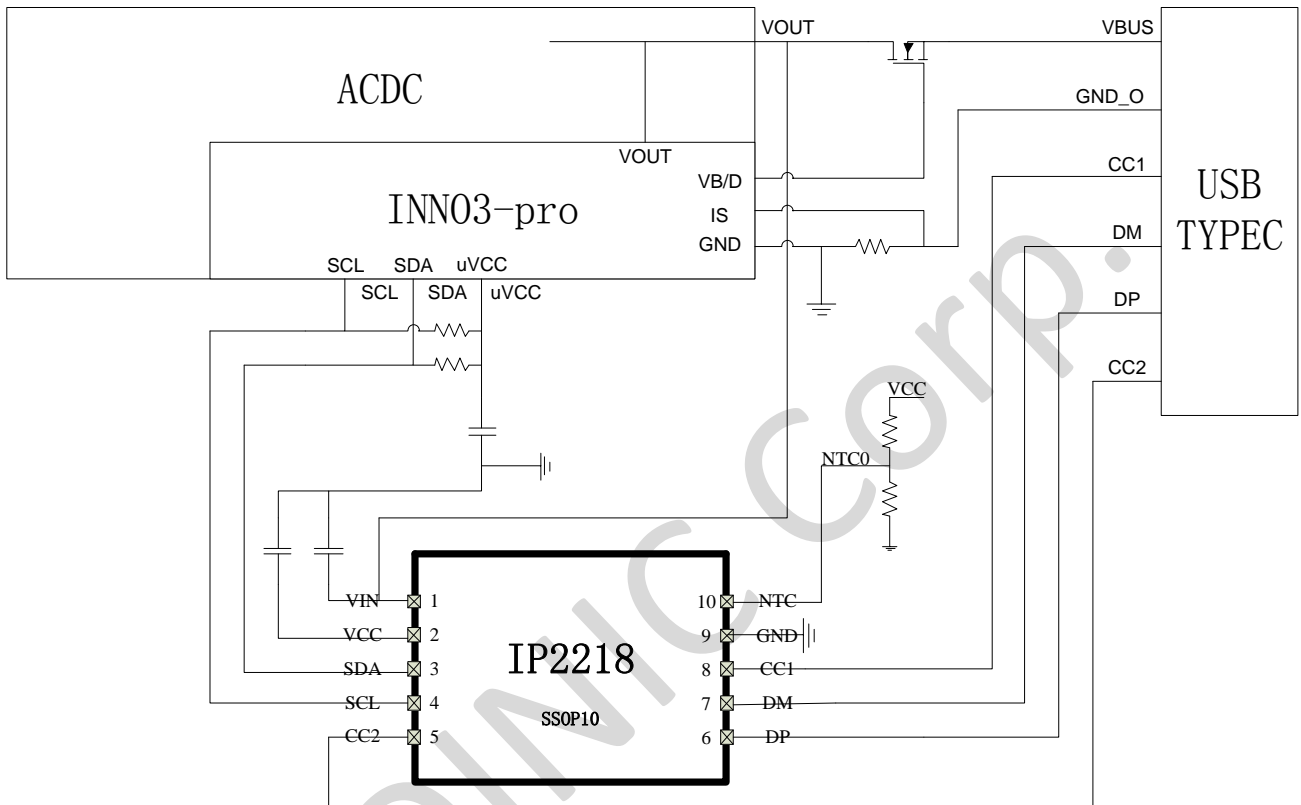 VOUT
VBUS
ACDC
GND_O
VOUT
CC1
VB/D
USB
TYPEC
INNO3-pro
IS
GND
DM
SCL SDA uVCC
SCL SDA uVCC
DP
CC2
VCC
NTC0
VIN 1
10 NTC
VCC 2
9 GND
IP2218
SDA 3
8 CC1
SCL 4
SSOP10
7 DM
CC2 5
6 DP
Corp.